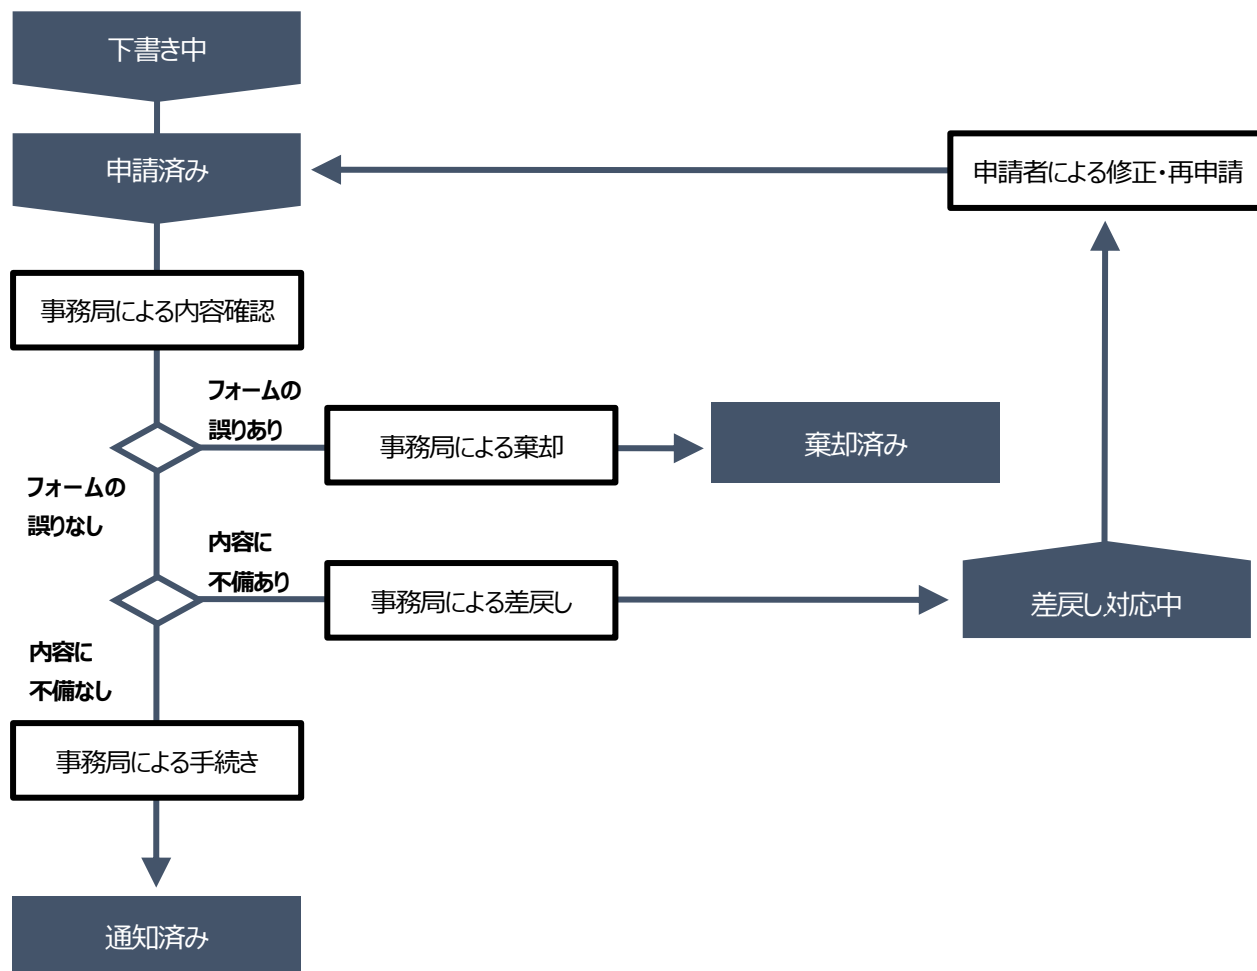 下書き中
申請済み
申請者による修正・再申請
事務局による内容確認
フォームの
誤りあり
事務局による棄却
棄却済み
フォームの
誤りなし
内容に
不備あり
事務局による差戻し
差戻し対応中
内容に
不備なし
事務局による手続き
通知済み